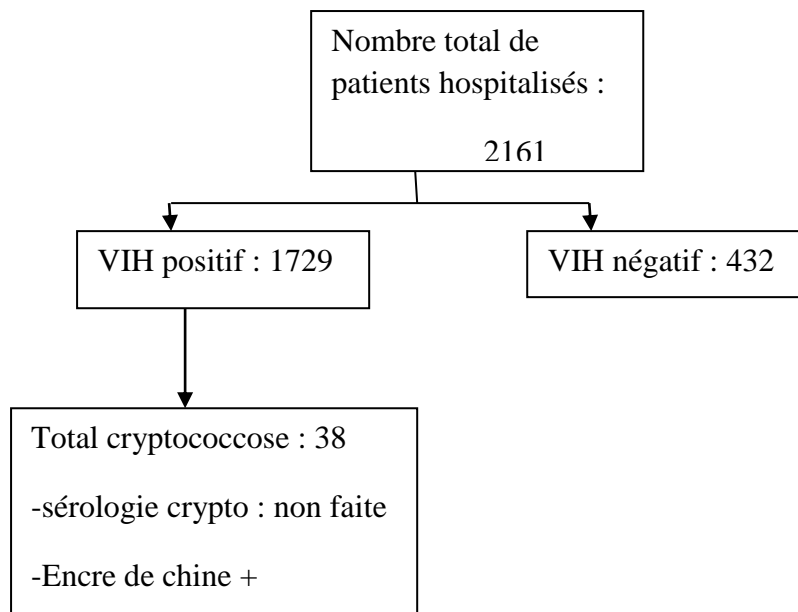 Nombre total de
patients hospitalisés :
2161
VIH positif : 1729
VIH négatif : 432
Total cryptococcose : 38
-sérologie crypto : non faite
-Encre de chine +